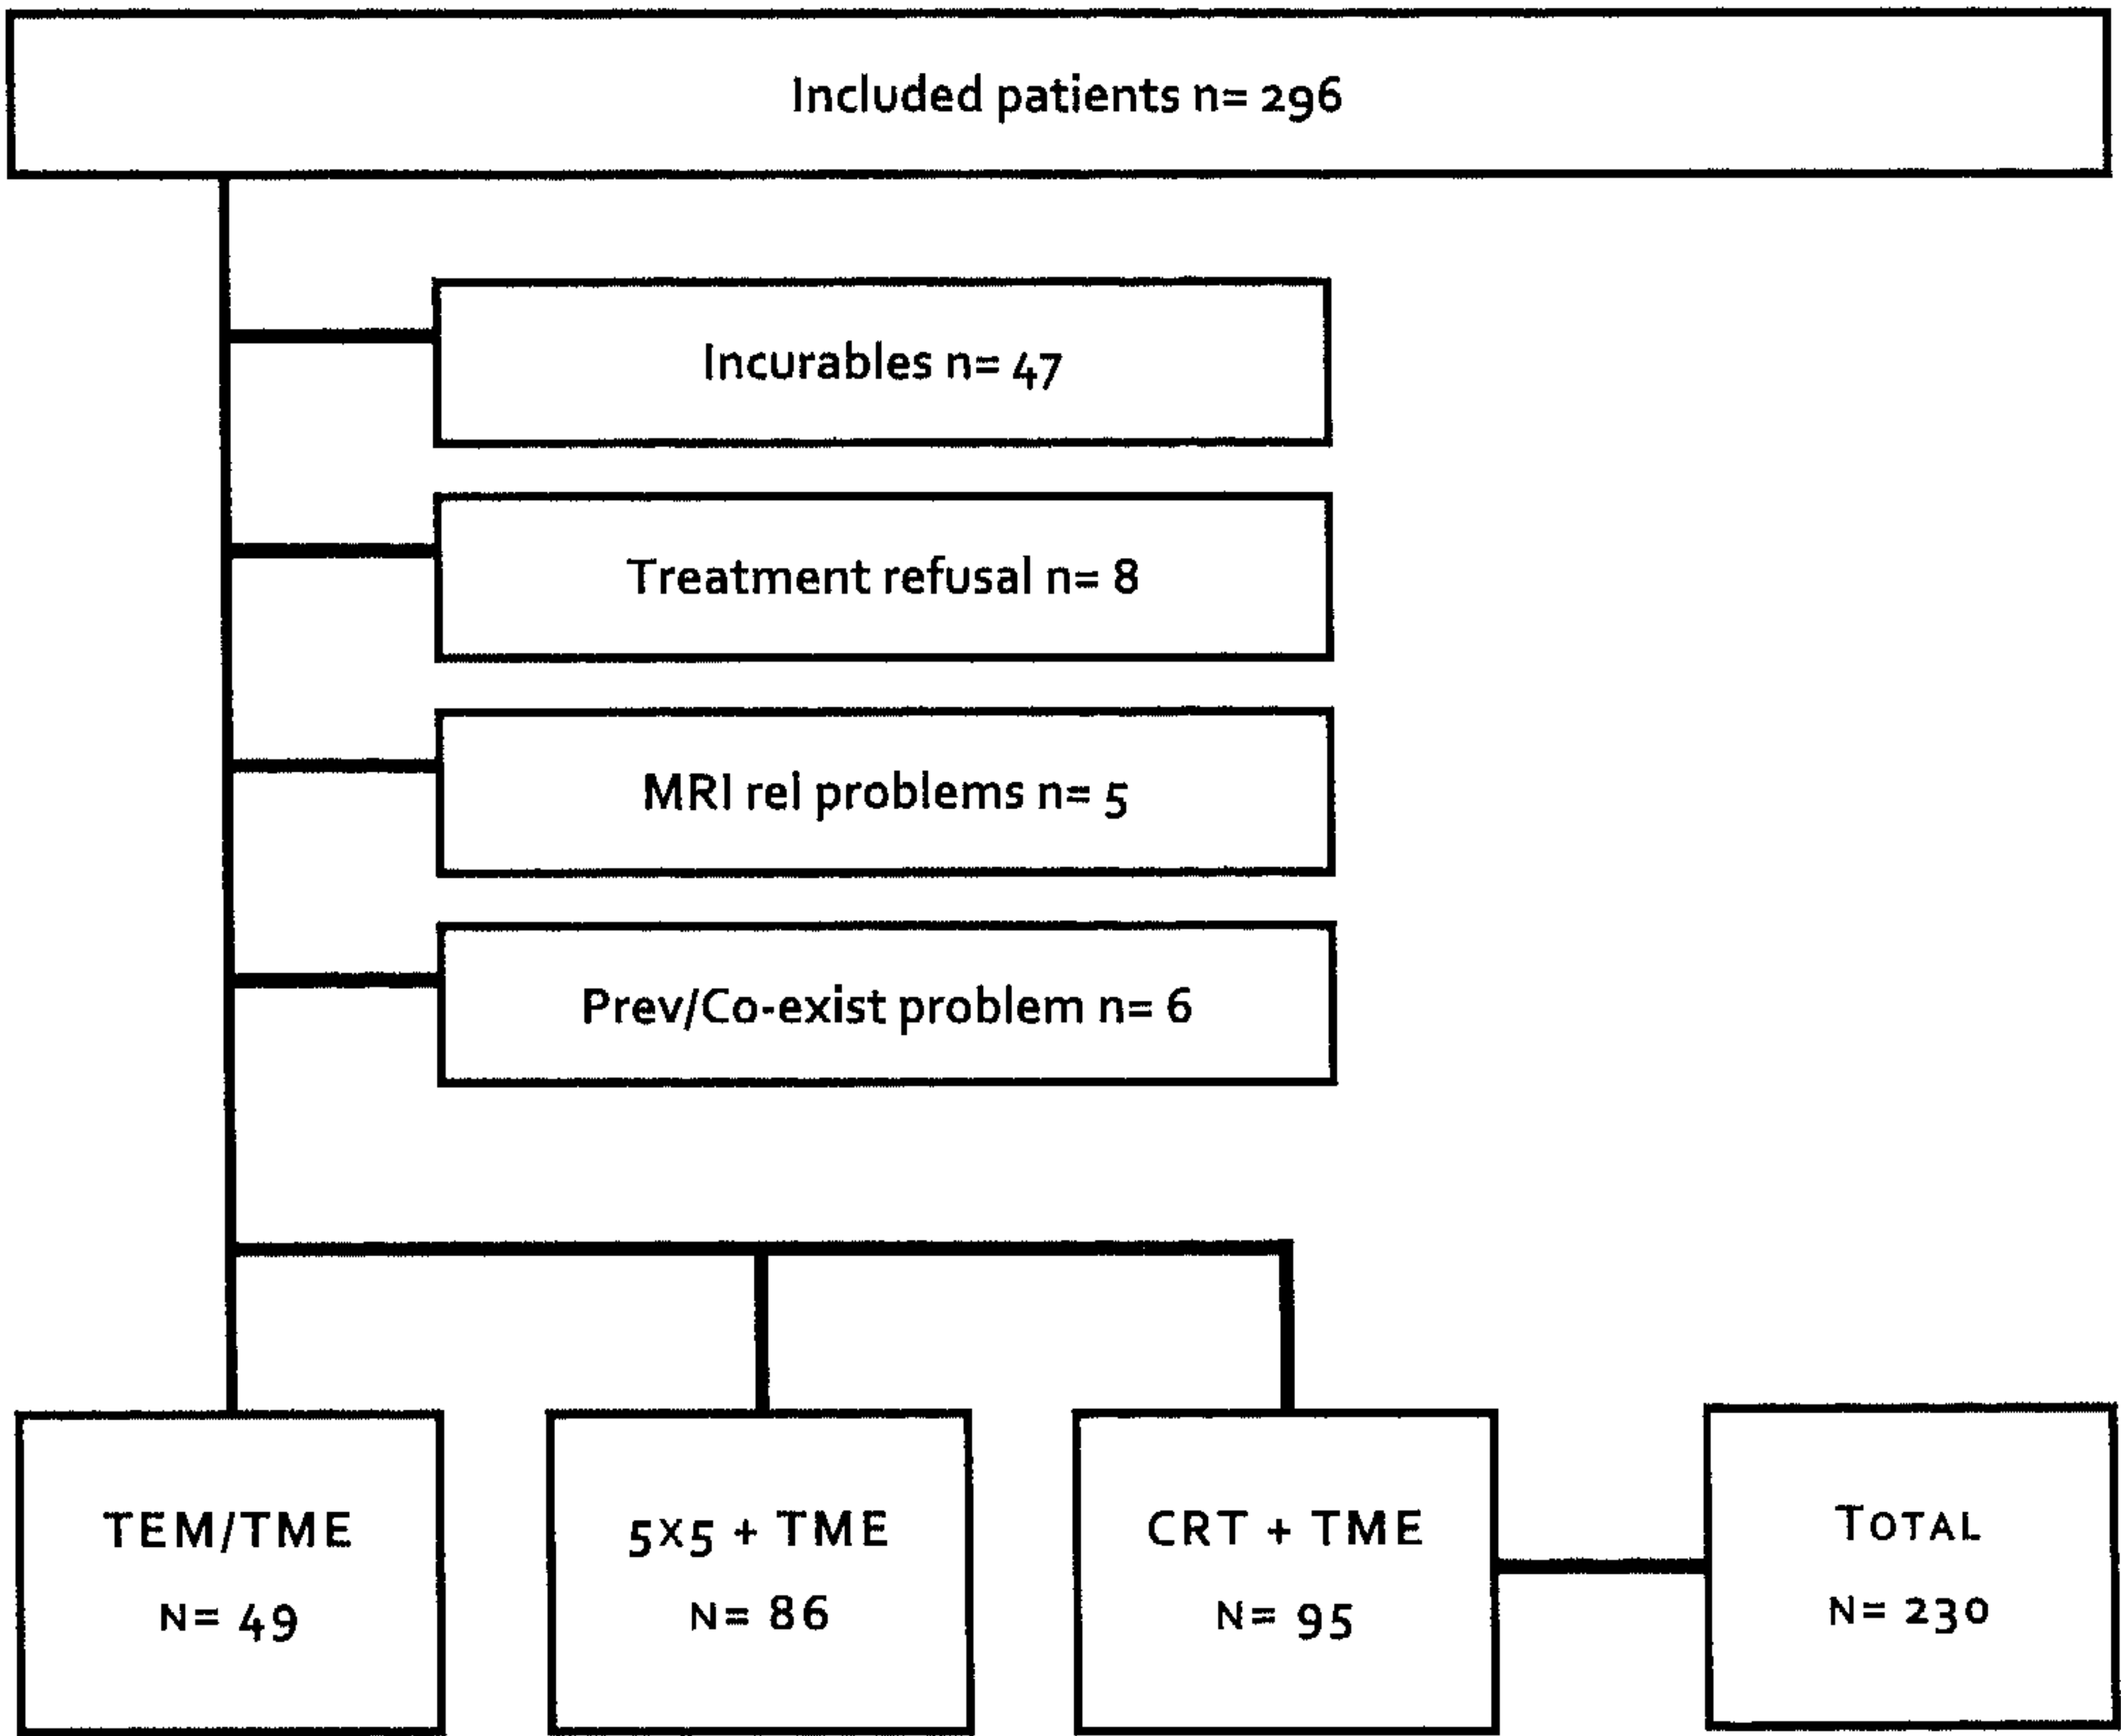 Included patients n= 296
Incurables n= 47
Treatment refusal n= 8
MRI rel problems n= 5
Prev/Co-exist problem n= 6
TEM/TME
N= 49
5X5 + TME
N= 86
CRT + TME
N= 95
TOTAL
N= 230